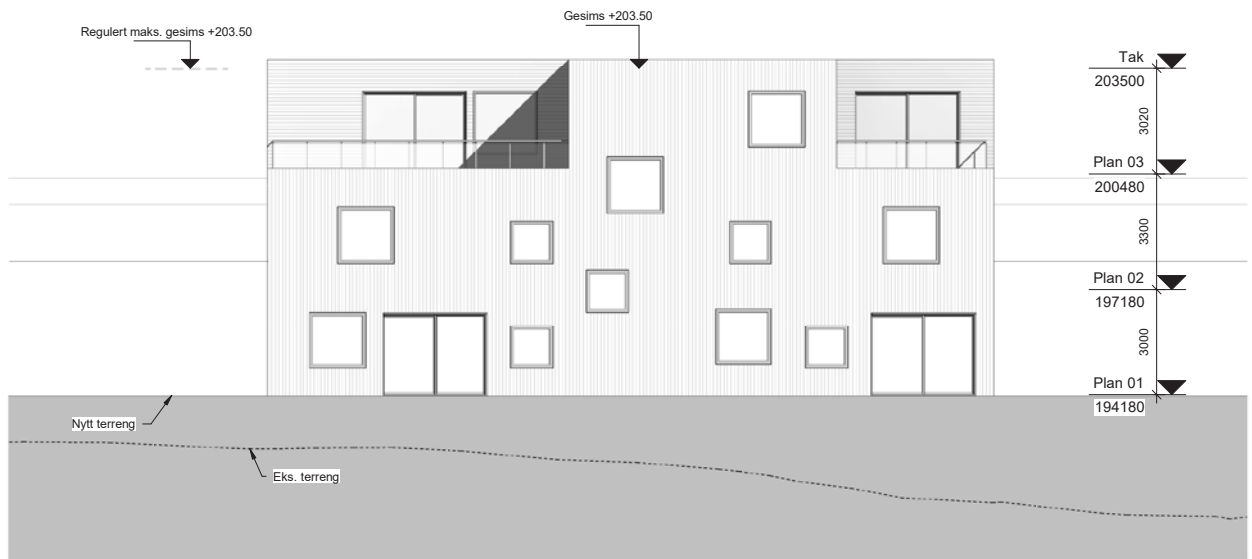 Gesims +203.50
Regulert maks. gesims +203.50
Tak
203500
3020
Plan 03
200480
3300
Plan 02
197180
3000
Plan 01
194180
Nytt terreng
Eks. terreng